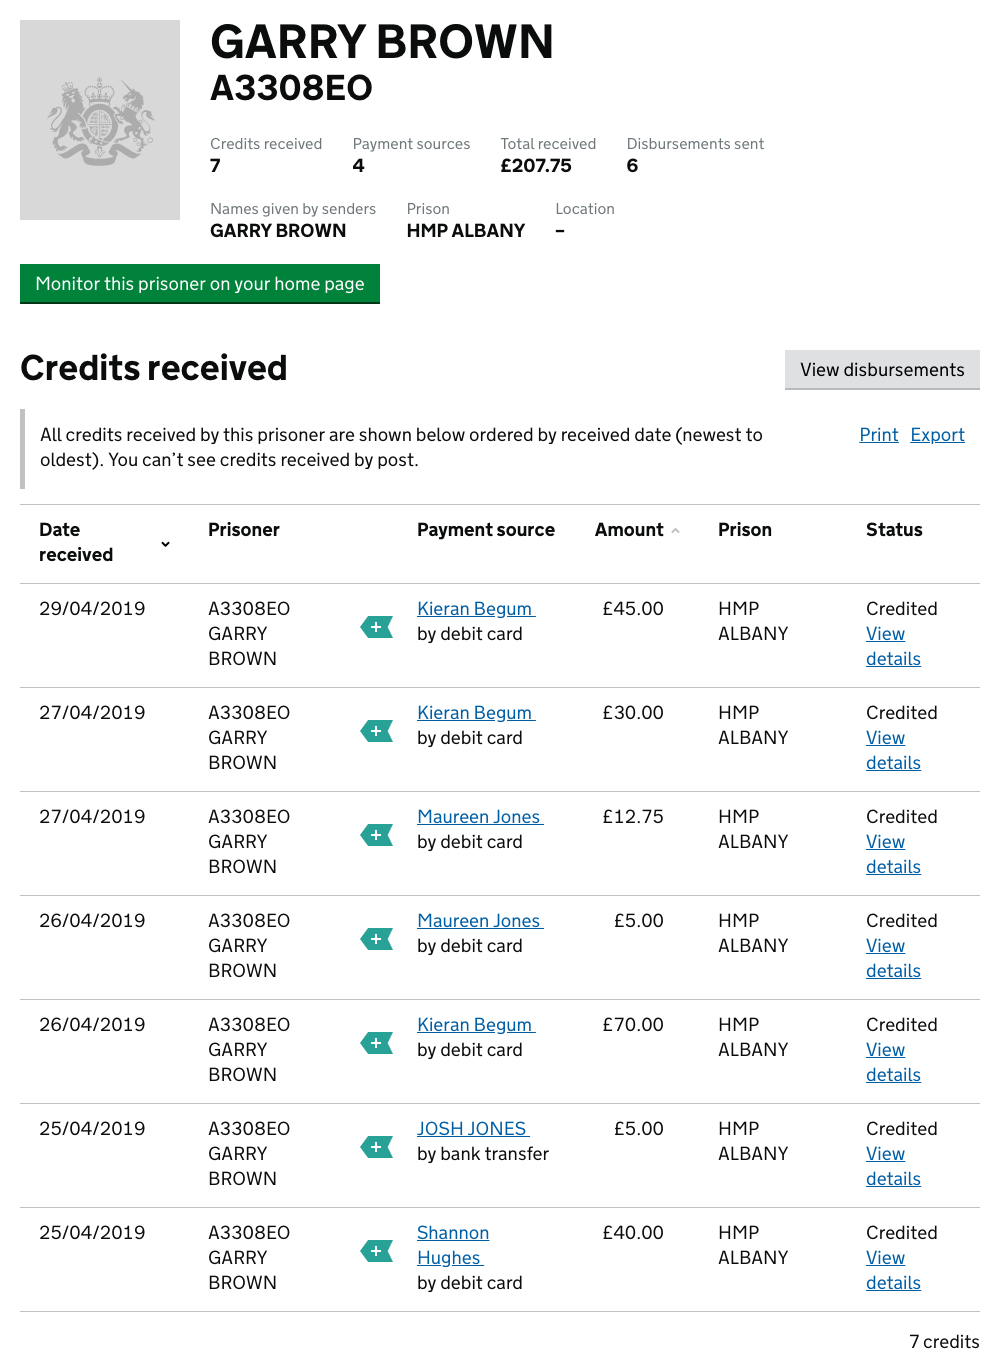 GARRY BROWN
A3308EO
Credits received Payment sources Total received Disbursements sent
7 4 £207.75 6
Names given by senders Prison Location
GARRY BROWN HMP ALBANY –
Monitor this prisoner on your home page
Credits received View disbursements
All credits received by this prisoner are shown below ordered by received date (newest to Print Export
oldest). You can’t see credits received by post.
Date Prisoner Payment source Amount Prison Status
received
29/04/2019 A3308EO Kieran Begum £45.00 HMP Credited
GARRY by debit card ALBANY View
BROWN details
27/04/2019 A3308EO Kieran Begum £30.00 HMP Credited
GARRY by debit card ALBANY View
BROWN details
27/04/2019 A3308EO Maureen Jones £12.75 HMP Credited
GARRY by debit card ALBANY View
BROWN details
26/04/2019 A3308EO Maureen Jones £5.00 HMP Credited
GARRY by debit card ALBANY View
BROWN details
26/04/2019 A3308EO Kieran Begum £70.00 HMP Credited
GARRY by debit card ALBANY View
BROWN details
25/04/2019 A3308EO JOSH JONES £5.00 HMP Credited
GARRY by bank transfer ALBANY View
BROWN details
25/04/2019 A3308EO Shannon £40.00 HMP Credited
GARRY Hughes ALBANY View
BROWN by debit card details
7 credits